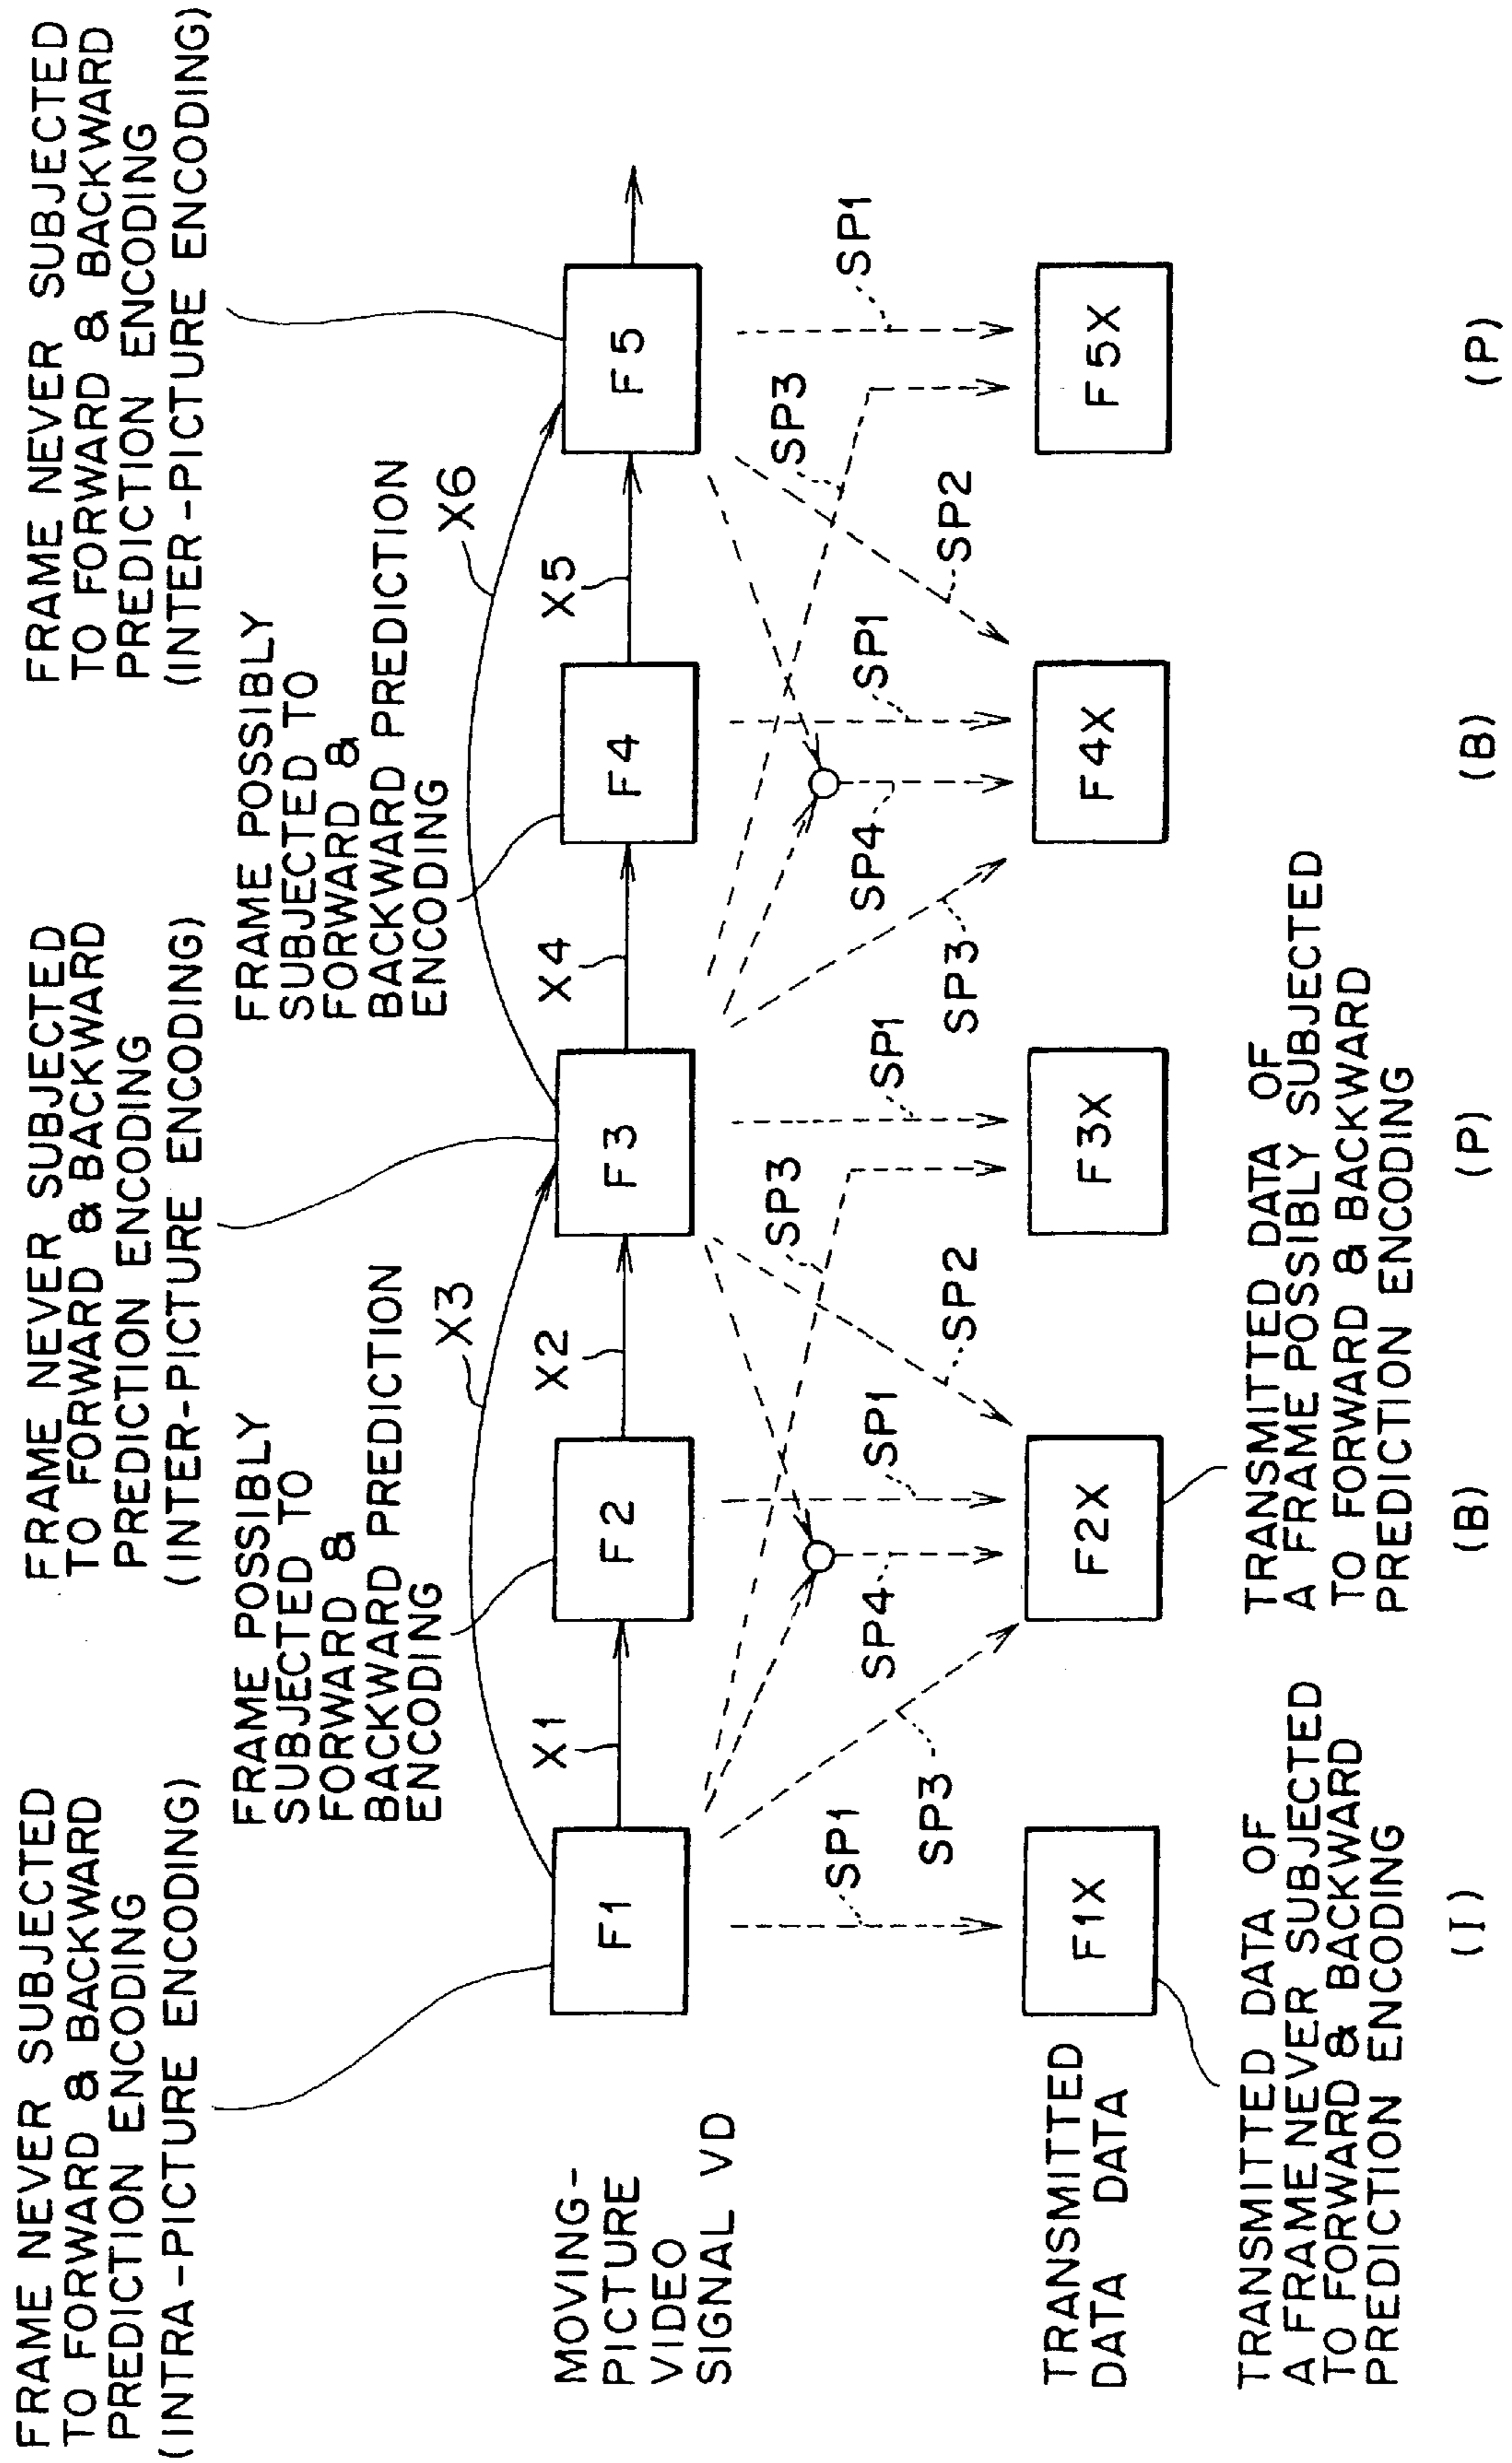 FRAME NEVER SUBJECTED
TO FORWARD & BACKWARD
PREDICTION ENCODING
(INTRA-PICTURE ENCODING)
FRAME NEVER SUBJECTED
TO FORWARD & BACKWARD
PREDICTION ENCODING
(INTER-PICTURE ENCODING)
FRAME NEVER SUBJECTED
TO FORWARD & BACKWARD
PREDICTION ENCODING
(INTER-PICTURE ENCODING)
FRAME POSSIBLY
SUBJECTED TO
FORWARD &
BACKWARD PREDICTION
ENCODING
FRAME POSSIBLY
SUBJECTED TO
FORWARD &
BACKWARD PREDICTION
ENCODING
X3
X6
X1
X2
X4
X5
MOVING-
PICTURE
VIDEO
SIGNAL VD
F1
F2
F3
F4
F5
SP1
SP3
SP4
SP1
SP3
SP2
SP1
SP3
SP4
SP1
SP3
SP2
SP1
TRANSMITTED
DATA DATA
F1X
F2X
F3X
F4X
F5X
TRANSMITTED DATA OF
A FRAME NEVER SUBJECTED
TO FORWARD & BACKWARD
PREDICTION ENCODING
TRANSMITTED DATA OF
A FRAME POSSIBLY SUBJECTED
TO FORWARD & BACKWARD
PREDICTION ENCODING
(I)
(B)
(P)
(B)
(P)